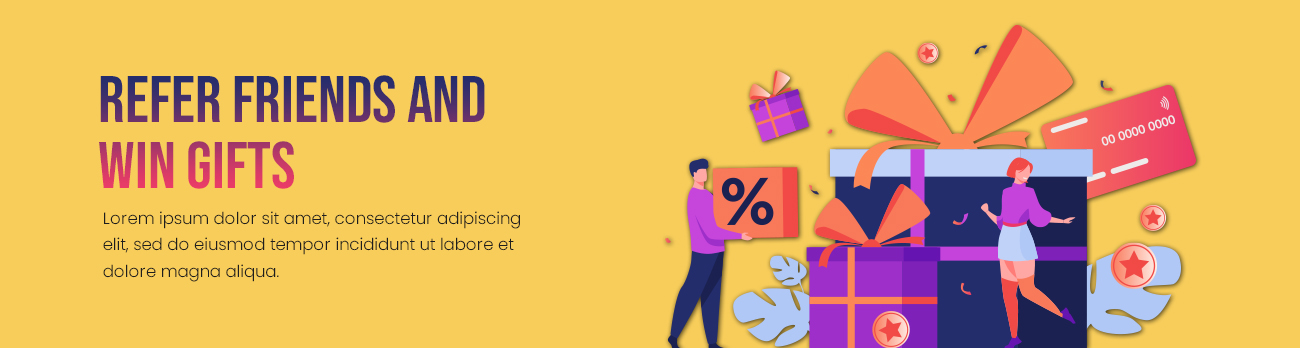 REFER FRIENDS AND
WIN GIFTS
Lorem ipsum dolor sit amet, consectetur adipiscing
elit, sed do eiusmod tempor incididunt ut labore et
dolore magna aliqua.
%
00 0000 0000